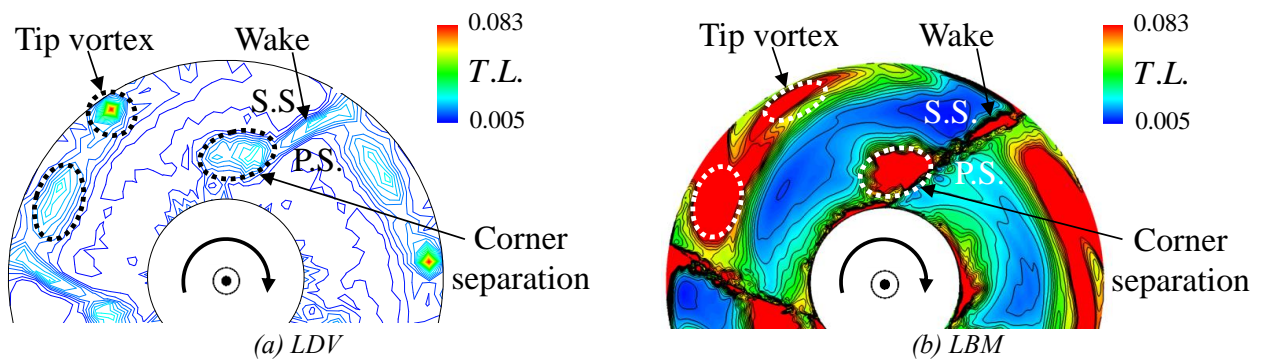 Tip vortex
Wake
0.083
T.L.
0.005
S.S.
P.S.
Corner
separation
(a) LDV
Tip vortex
Wake
0.083
T.L.
0.005
S.S.
P.S.
Corner
separation
(b) LBM